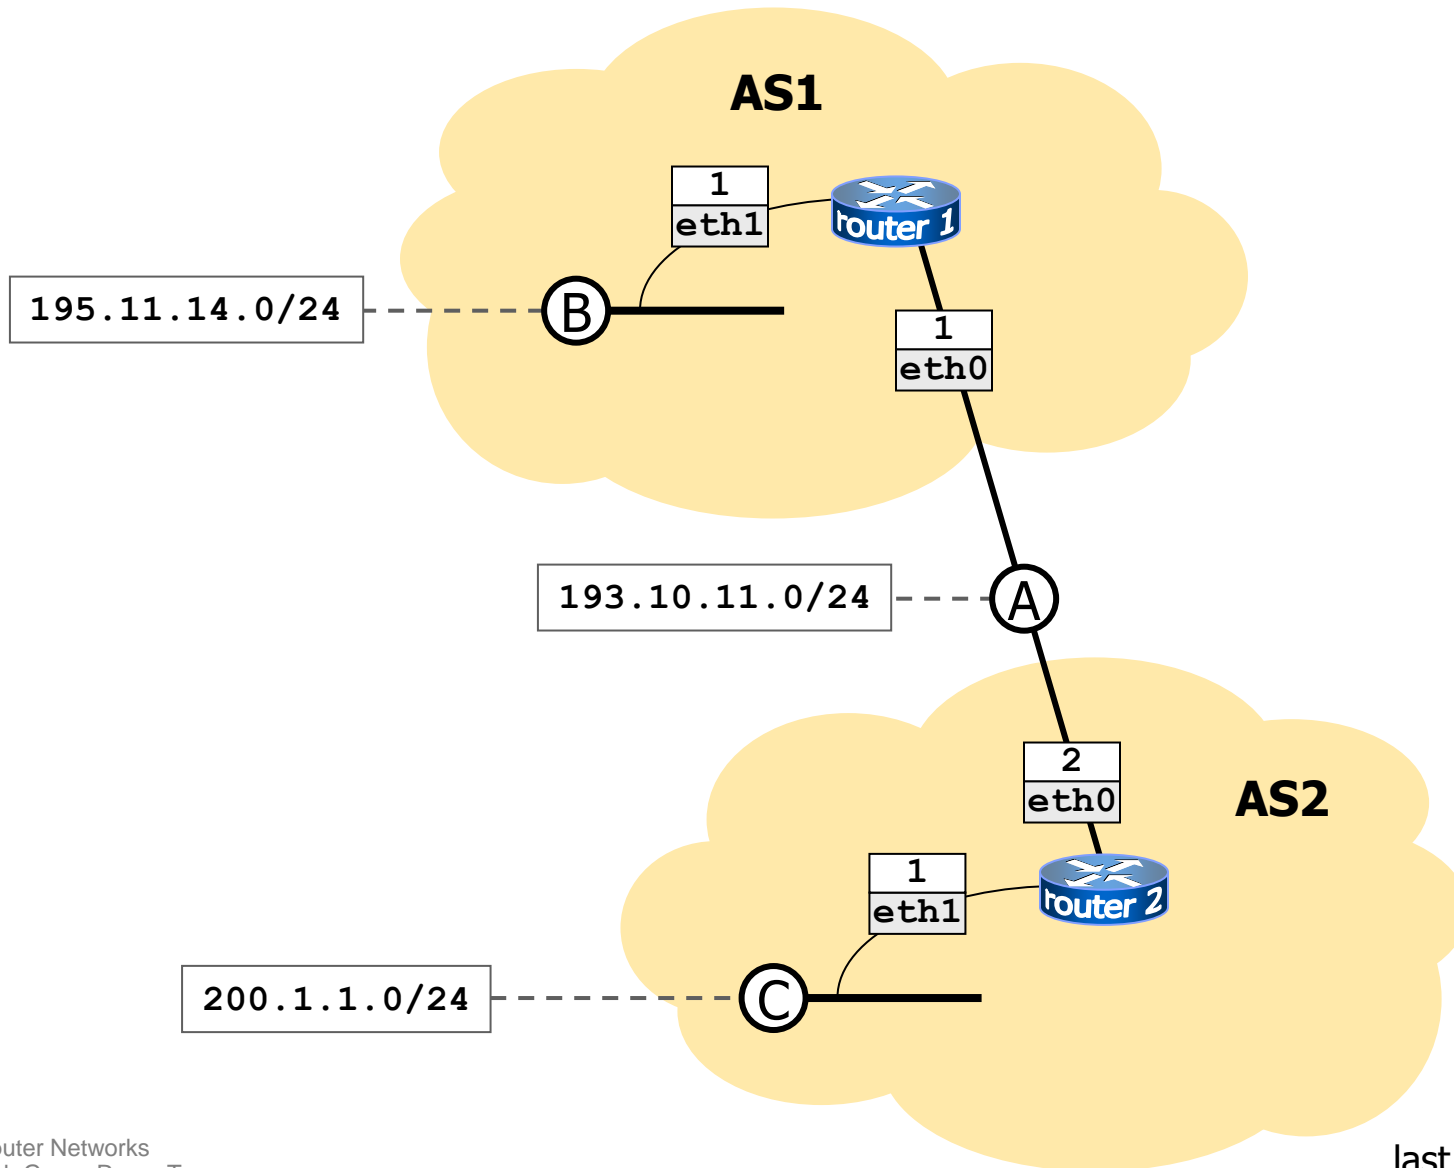 AS1
1
eth1
router 1
195.11.14.0/24
B
1
eth0
193.10.11.0/24
A
2
eth0
AS2
1
eth1
router 2
200.1.1.0/24
C
Networks
last